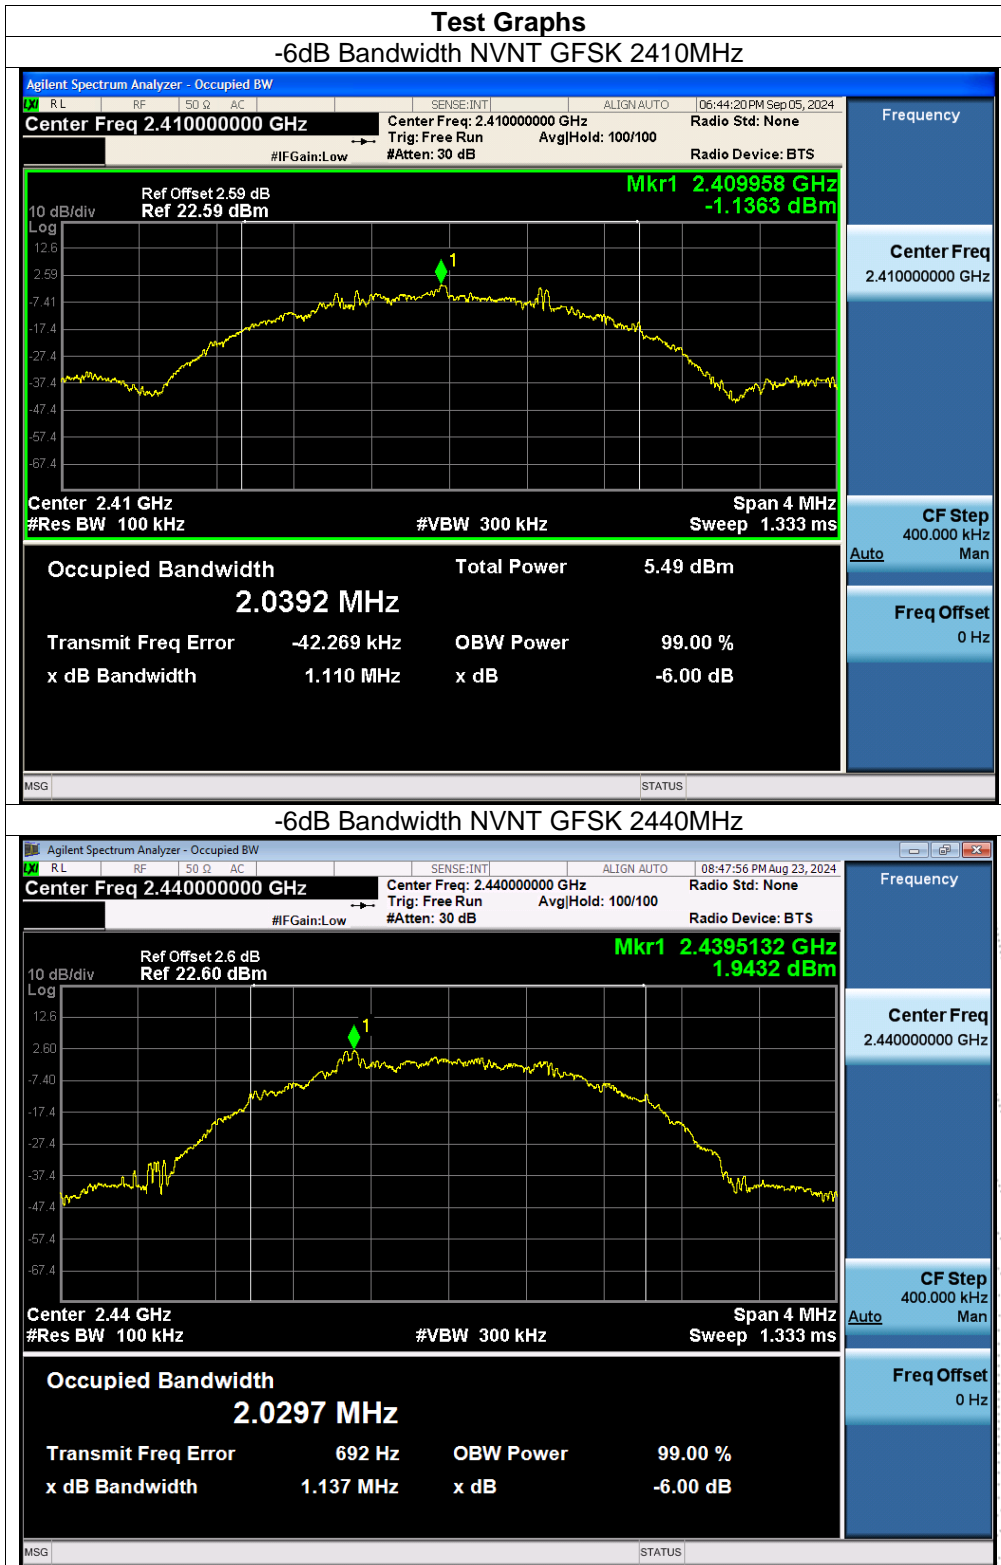 Test Graphs
-6dB Bandwidth NVNT GFSK 2410MHz
Agilent Spectrum Analyzer - Occupied BW
LXI RL RF 50 Ω AC SENSE:INT ALIGN AUTO 06:44:20 PM Sep 05, 2024
Center Freq 2.410000000 GHz
Center Freq: 2.410000000 GHz Radio Std: None
Trig: Free Run Avg|Hold: 100/100
#IFGain:Low #Atten: 30 dB Radio Device: BTS
Frequency
Mkr1 2.409958 GHz
-1.1363 dBm
Ref Offset 2.59 dB
10 dB/div Ref 22.59 dBm
Log
12.6
2.59
-7.41
-17.4
-27.4
-37.4
-47.4
-57.4
-67.4
1
Center 2.41 GHz Span 4 MHz
#Res BW 100 kHz #VBW 300 kHz Sweep 1.333 ms
Center Freq
2.410000000 GHz
CF Step
400.000 kHz
Auto Man
Freq Offset
0 Hz
Occupied Bandwidth Total Power 5.49 dBm
2.0392 MHz
Transmit Freq Error -42.269 kHz OBW Power 99.00 %
x dB Bandwidth 1.110 MHz x dB -6.00 dB
MSG STATUS
-6dB Bandwidth NVNT GFSK 2440MHz
Agilent Spectrum Analyzer - Occupied BW
LXI RL RF 50 Ω AC SENSE:INT ALIGN AUTO 08:47:56 PM Aug 23, 2024
Center Freq 2.440000000 GHz
Center Freq: 2.440000000 GHz Radio Std: None
Trig: Free Run Avg|Hold: 100/100
#IFGain:Low #Atten: 30 dB Radio Device: BTS
Frequency
Mkr1 2.4395132 GHz
1.9432 dBm
Ref Offset 2.6 dB
10 dB/div Ref 22.60 dBm
Log
12.6
2.60
-7.40
-17.4
-27.4
-37.4
-47.4
-57.4
-67.4
1
Center 2.44 GHz Span 4 MHz
#Res BW 100 kHz #VBW 300 kHz Sweep 1.333 ms
Center Freq
2.440000000 GHz
CF Step
400.000 kHz
Auto Man
Freq Offset
0 Hz
Occupied Bandwidth
2.0297 MHz
Transmit Freq Error 692 Hz OBW Power 99.00 %
x dB Bandwidth 1.137 MHz x dB -6.00 dB
MSG STATUS